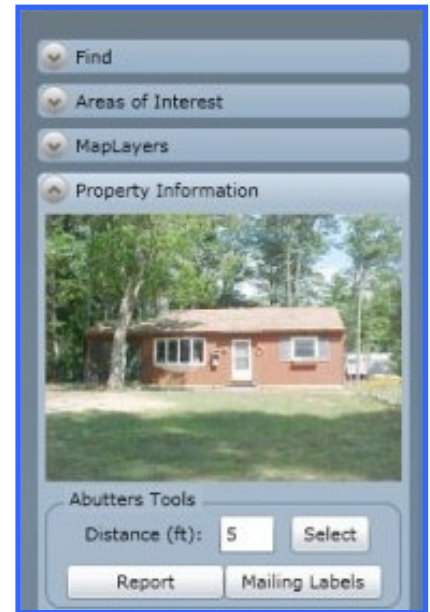 Find
Areas of Interest
MapLayers
Property Information
Abutters Tools
Distance (ft): 5 Select
Report Mailing Labels